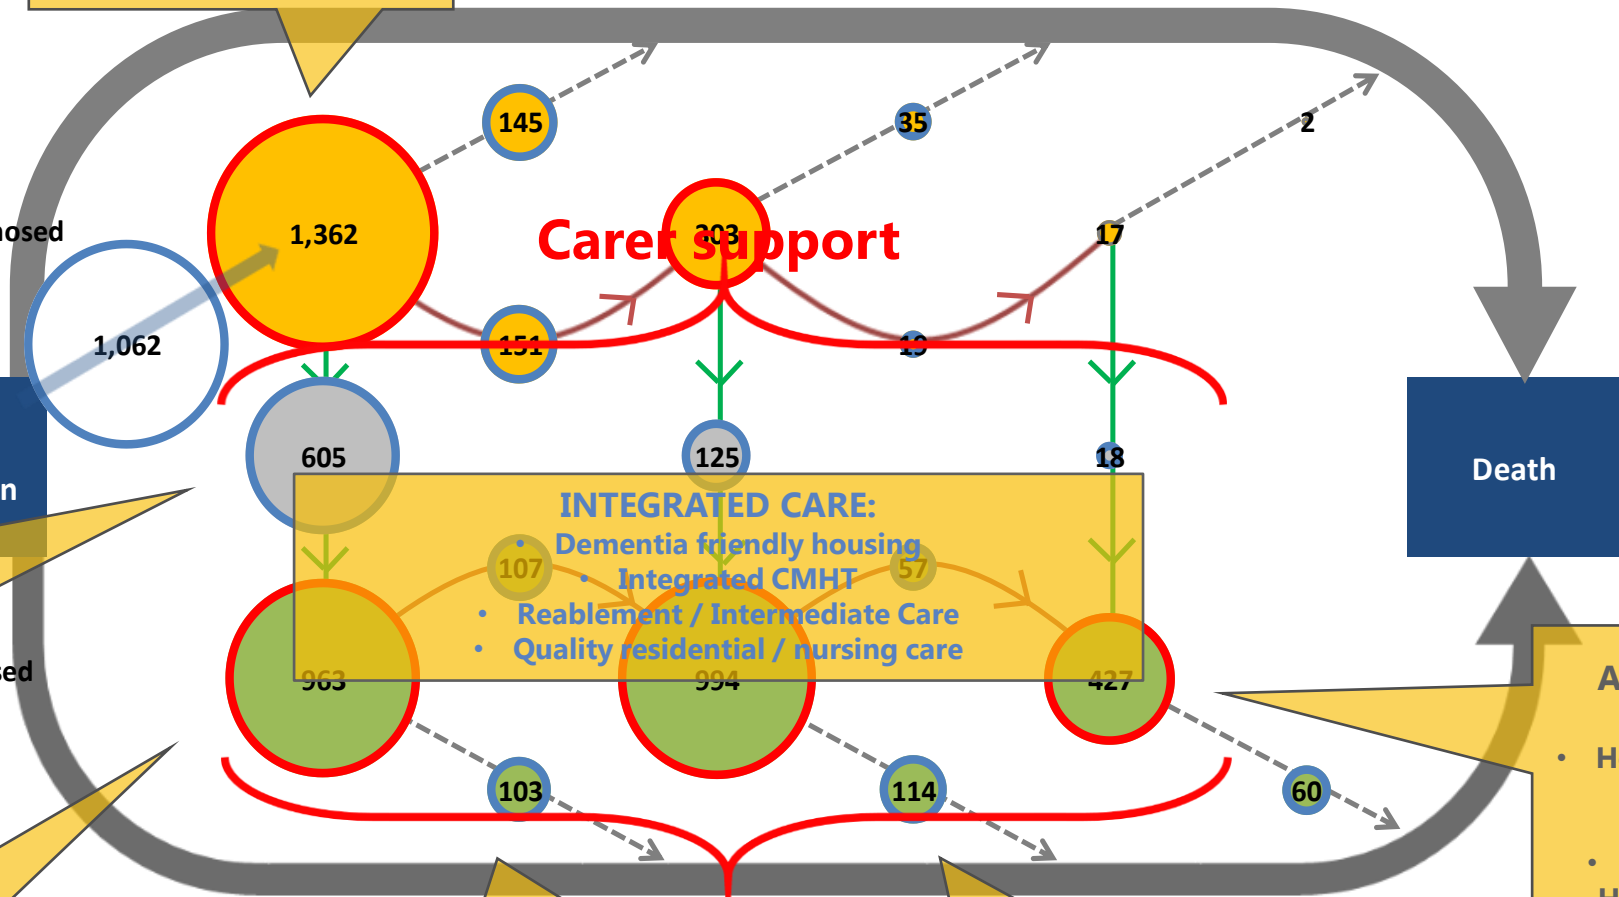 145
35
2
nosed
1,362
Carer support
303
17
1,062
151
19
605
125
18
Death
n
INTEGRATED CARE:
• Dementia friendly housing
• Integrated CMHT
• Reablement / Intermediate Care
• Quality residential / nursing care
107
57
sed
963
994
427
A
• H
103
114
60
•
H